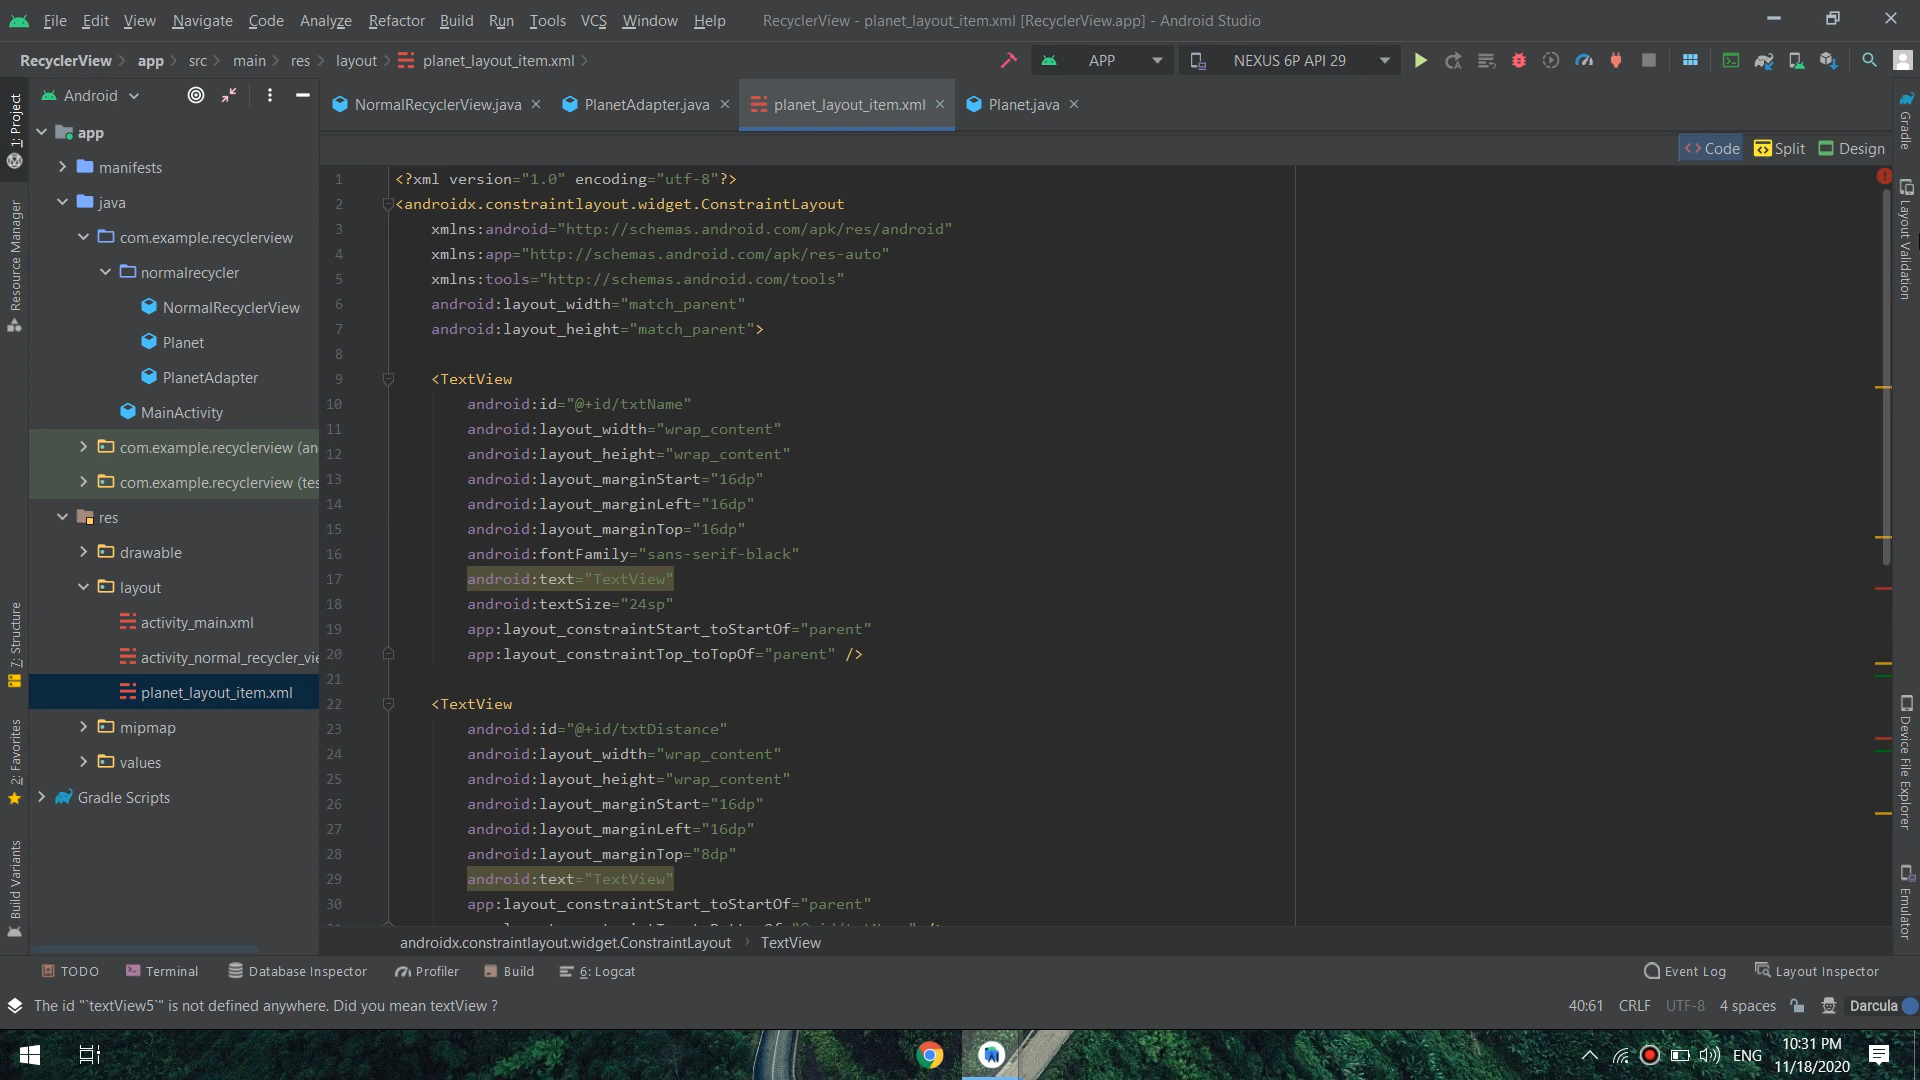 File Edit View Navigate Code Analyze Refactor Build Run Tools VCS Window Help RecyclerView - planet_layout_item.xml [RecyclerView.app] - Android Studio
RecyclerView app src main res layout planet_layout_item.xml APP NEXUS 6P API 29
Android
NormalRecyclerView.java PlanetAdapter.java planet_layout_item.xml Planet.java
Code Split Design
1: Project
Resource Manager
7: Structure
2: Favorites
Build Variants
app
manifests
java
com.example.recyclerview
normalrecycler
NormalRecyclerView
Planet
PlanetAdapter
MainActivity
com.example.recyclerview (an
com.example.recyclerview (tes
res
drawable
layout
activity_main.xml
activity_normal_recycler_vie
planet_layout_item.xml
mipmap
values
Gradle Scripts
1 <?xml version="1.0" encoding="utf-8"?>
2 <androidx.constraintlayout.widget.ConstraintLayout
3 xmlns:android="http://schemas.android.com/apk/res/android"
4 xmlns:app="http://schemas.android.com/apk/res-auto"
5 xmlns:tools="http://schemas.android.com/tools"
6 android:layout_width="match_parent"
7 android:layout_height="match_parent">
8
9 <TextView
10 android:id="@+id/txtName"
11 android:layout_width="wrap_content"
12 android:layout_height="wrap_content"
13 android:layout_marginStart="16dp"
14 android:layout_marginLeft="16dp"
15 android:layout_marginTop="16dp"
16 android:fontFamily="sans-serif-black"
17 android:text="TextView"
18 android:textSize="24sp"
19 app:layout_constraintStart_toStartOf="parent"
20 app:layout_constraintTop_toTopOf="parent" />
21
22 <TextView
23 android:id="@+id/txtDistance"
24 android:layout_width="wrap_content"
25 android:layout_height="wrap_content"
26 android:layout_marginStart="16dp"
27 android:layout_marginLeft="16dp"
28 android:layout_marginTop="8dp"
29 android:text="TextView"
30 app:layout_constraintStart_toStartOf="parent"
androidx.constraintlayout.widget.ConstraintLayout TextView
Gradle
Layout Validation
Device File Explorer
Emulator
TODO Terminal Database Inspector Profiler Build 6: Logcat Event Log Layout Inspector
The id "`textView5`" is not defined anywhere. Did you mean textView ? 40:61 CRLF UTF-8 4 spaces Darcula
ENG
10:31 PM
11/18/2020